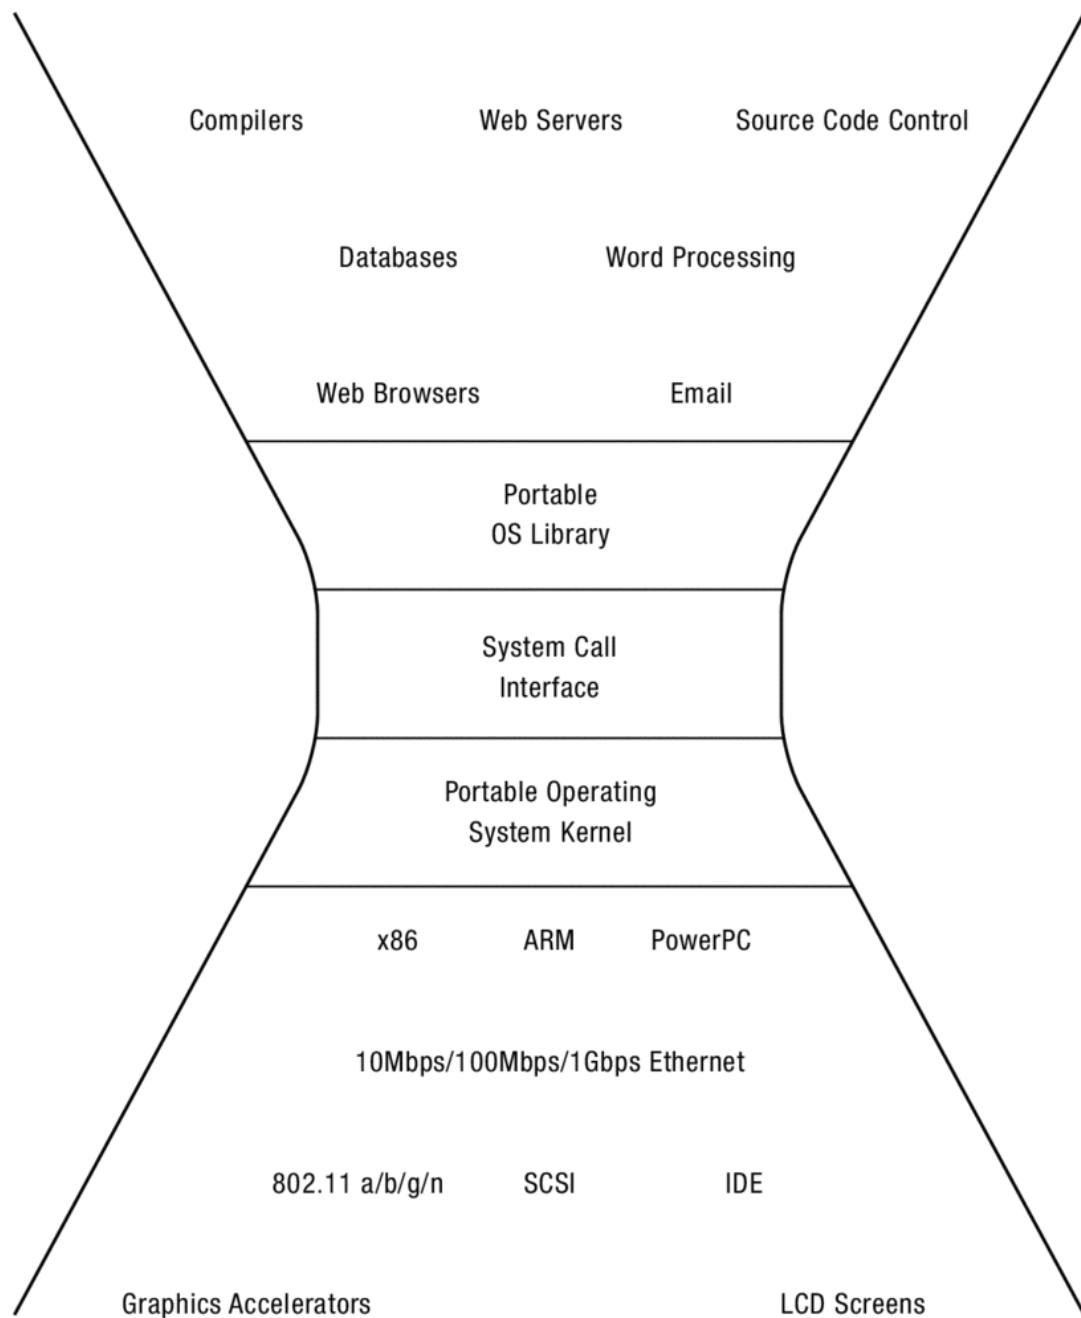 Compilers Web Servers Source Code Control
Databases Word Processing
Web Browsers Email
Portable
OS Library
System Call
Interface
Portable Operating
System Kernel
x86 ARM PowerPC
10Mbps/100Mbps/1Gbps Ethernet
802.11 a/b/g/n SCSI IDE
Graphics Accelerators LCD Screens